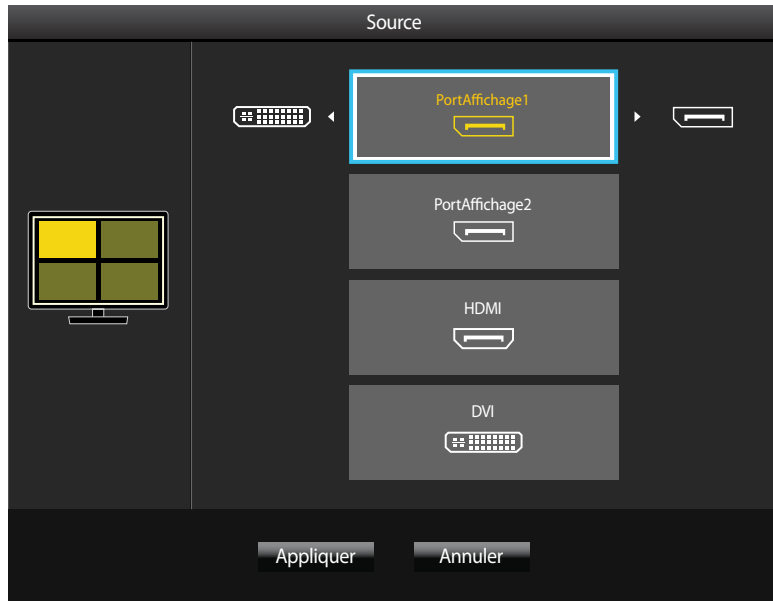 Source
PortAffichage1
PortAffichage2
HDMI
DVI
Appliquer Annuler